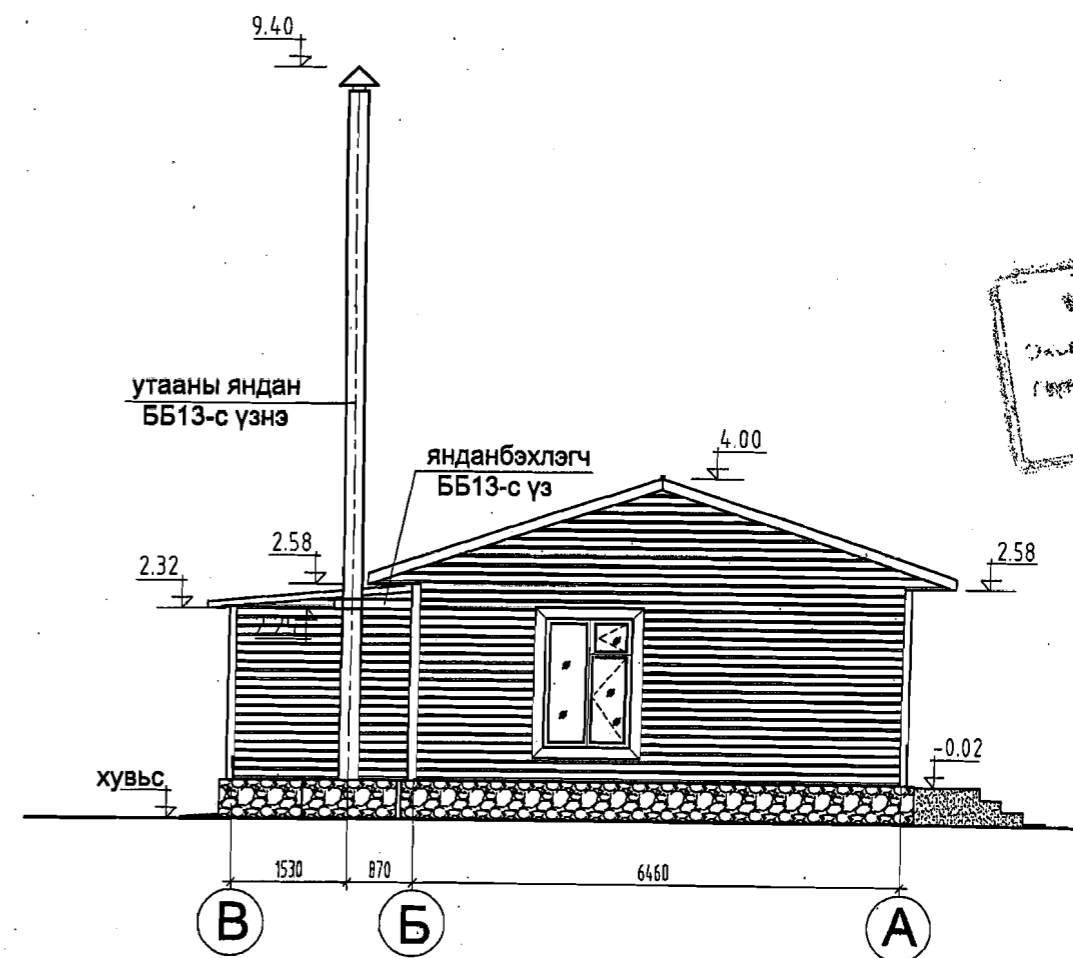 9.40
утааны яндан
ББ13-с үзнэ
янданбэхлэгч
ББ13-с үз
4.00
2.58
2.32
2.58
-0.02
хувьс
1530
870
6460
В
Б
А